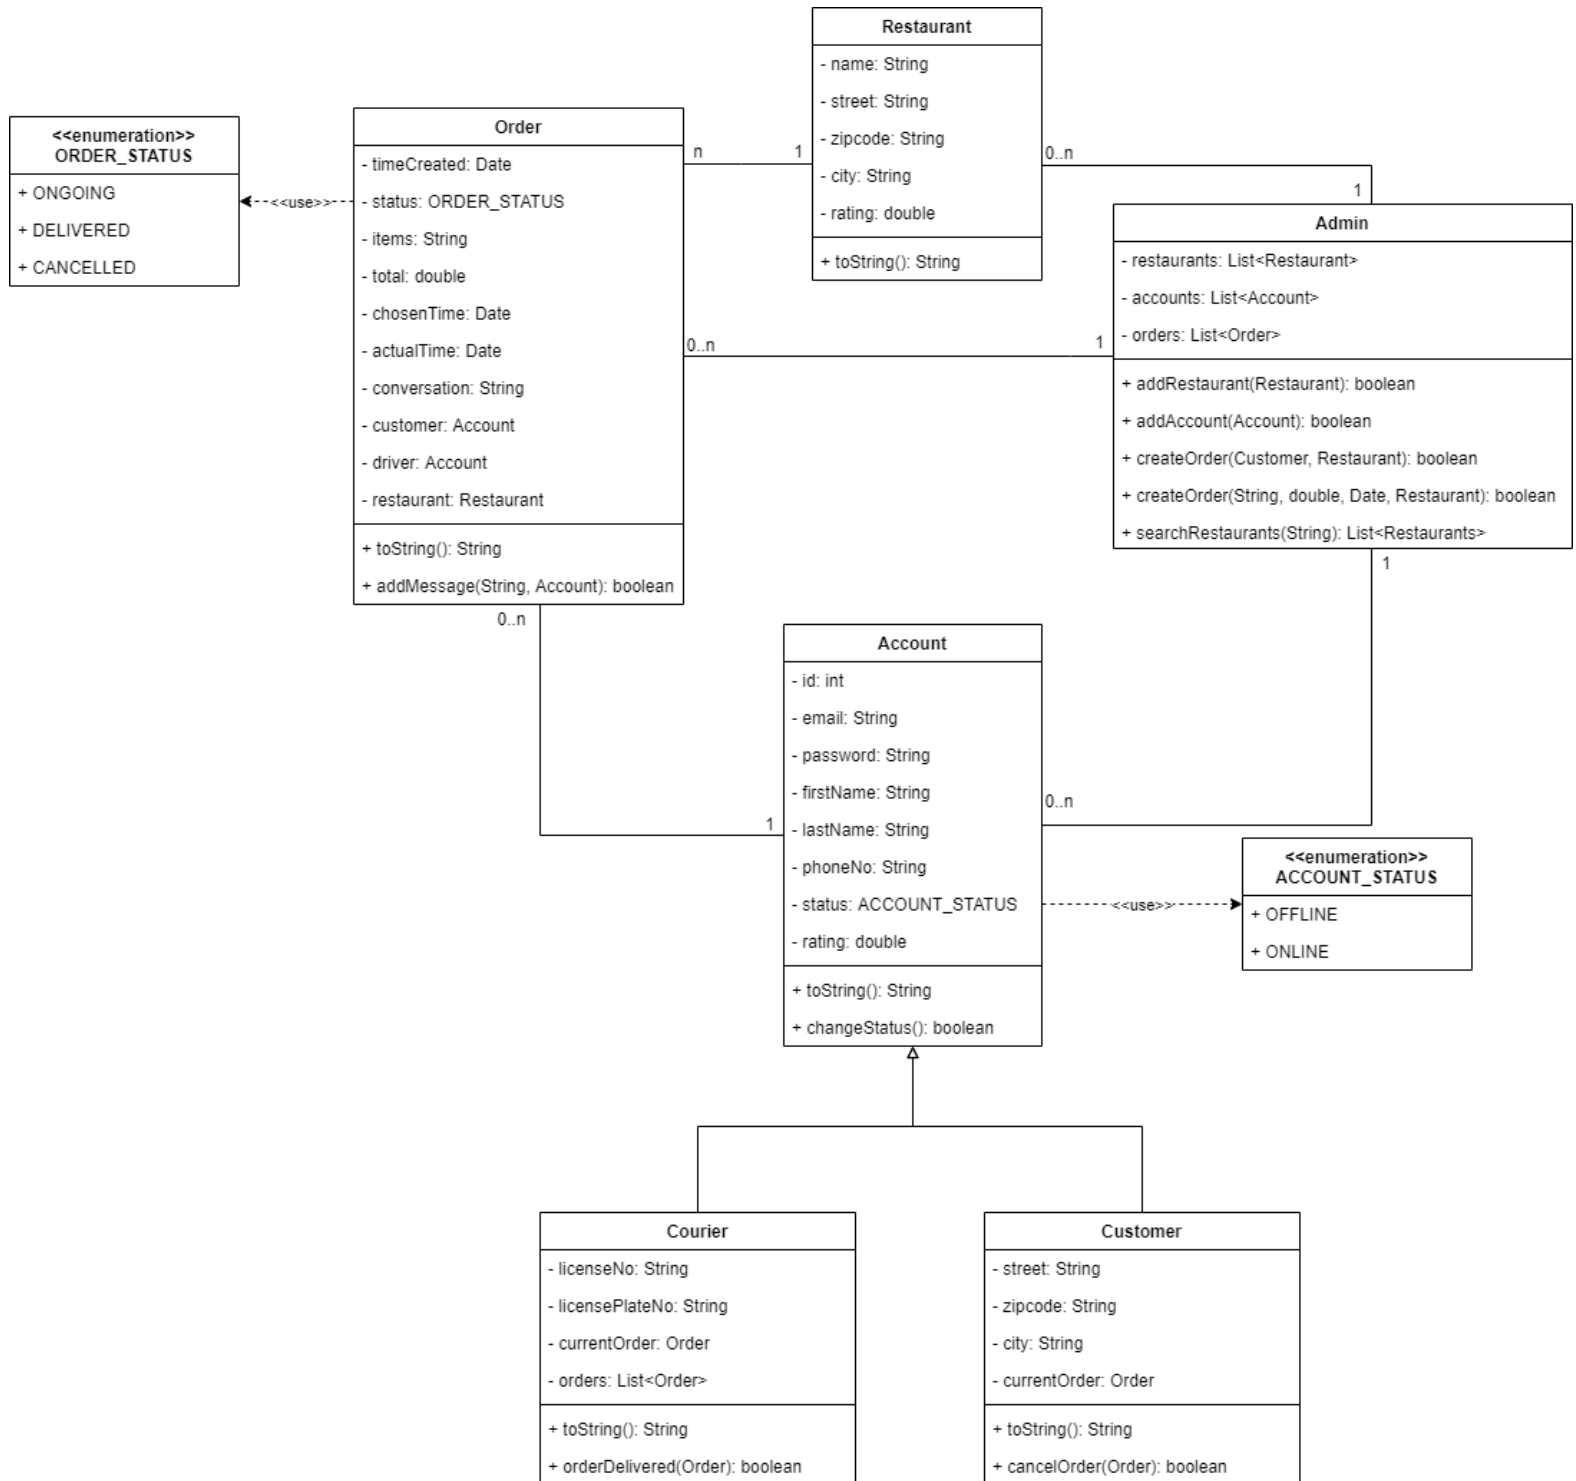 Restaurant
- name: String
- street: String
- zipcode: String
- city: String
- rating: double
+ toString(): String
<<enumeration>>
ORDER_STATUS
+ ONGOING
+ DELIVERED
+ CANCELLED
<<use>>
Order
- timeCreated: Date
- status: ORDER_STATUS
- items: String
- total: double
- chosenTime: Date
- actualTime: Date
- conversation: String
- customer: Account
- driver: Account
- restaurant: Restaurant
+ toString(): String
+ addMessage(String, Account): boolean
n
1
0..n
1
0..n
1
Admin
- restaurants: List<Restaurant>
- accounts: List<Account>
- orders: List<Order>
+ addRestaurant(Restaurant): boolean
+ addAccount(Account): boolean
+ createOrder(Customer, Restaurant): boolean
+ createOrder(String, double, Date, Restaurant): boolean
+ searchRestaurants(String): List<Restaurants>
1
0..n
0..n
1
Account
- id: int
- email: String
- password: String
- firstName: String
- lastName: String
- phoneNo: String
- status: ACCOUNT_STATUS
- rating: double
+ toString(): String
+ changeStatus(): boolean
<<use>>
<<enumeration>>
ACCOUNT_STATUS
+ OFFLINE
+ ONLINE
Courier
- licenseNo: String
- licensePlateNo: String
- currentOrder: Order
- orders: List<Order>
+ toString(): String
+ orderDelivered(Order): boolean
Customer
- street: String
- zipcode: String
- city: String
- currentOrder: Order
+ toString(): String
+ cancelOrder(Order): boolean